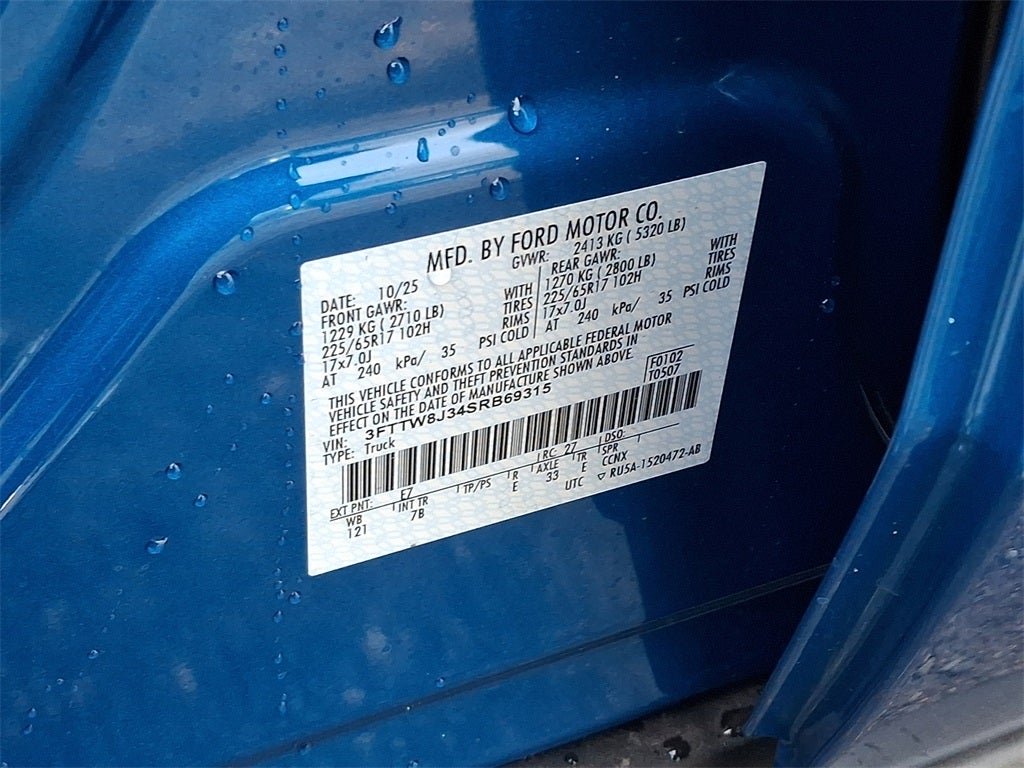 MFD. BY FORD MOTOR CO.
DATE: 10/25 GVWR: 2413 KG ( 5320 LB)
FRONT GAWR: REAR GAWR:
1229 KG ( 2710 LB) WITH 1270 KG ( 2800 LB) WITH
225/65R17 102H TIRES 225/65R17 102H TIRES
17x7.0J RIMS 17x7.0J RIMS
AT 240 kPa/ 35 PSI COLD AT 240 kPa/ 35 PSI COLD
THIS VEHICLE CONFORMS TO ALL APPLICABLE FEDERAL MOTOR
VEHICLE SAFETY AND THEFT PREVENTION STANDARDS IN
EFFECT ON THE DATE OF MANUFACTURE SHOWN ABOVE.
VIN: 3FTTW8J34SRB69315 F0102
TYPE: Truck T0507
EXT PNT: E7 RC: 27 DSO:
WB INT TR TP/PS R AXLE TR SPR
121 7B E 33 E CCNX
UTC ▽ RU5A-1520472-AB